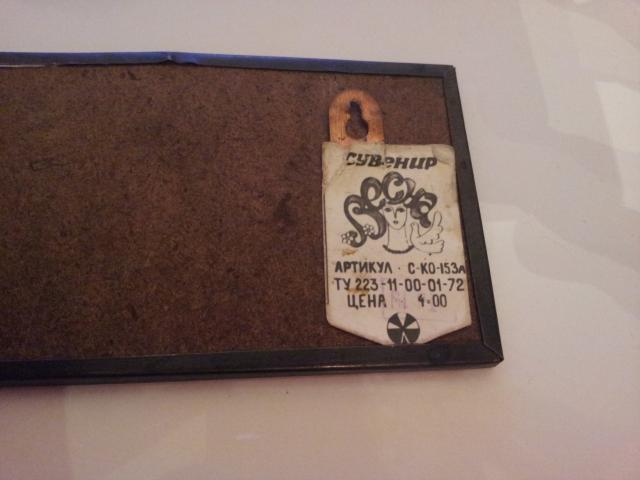 сувенир
Весна
АРТИКУЛ · С-КО-153А
ТУ 223-11-00-01-72
ЦЕНА 4-00